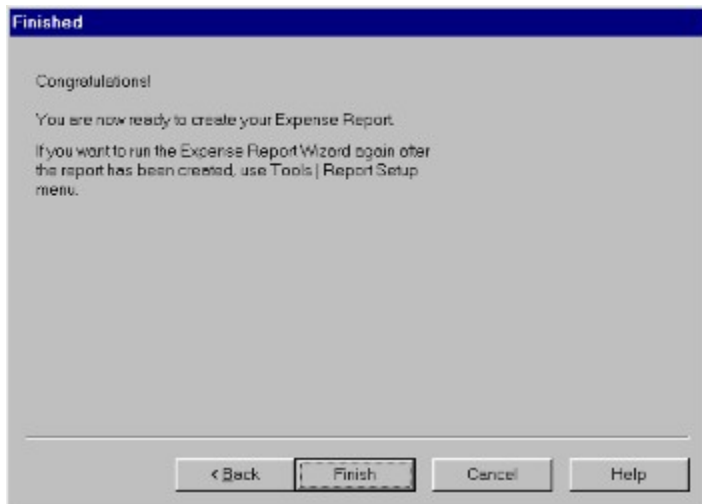 Finished
Congratulations!
You are now ready to create your Expense Report.
If you want to run the Expense Report Wizard again after
the report has been created, use Tools | Report Setup
menu.
< Back
Finish
Cancel
Help